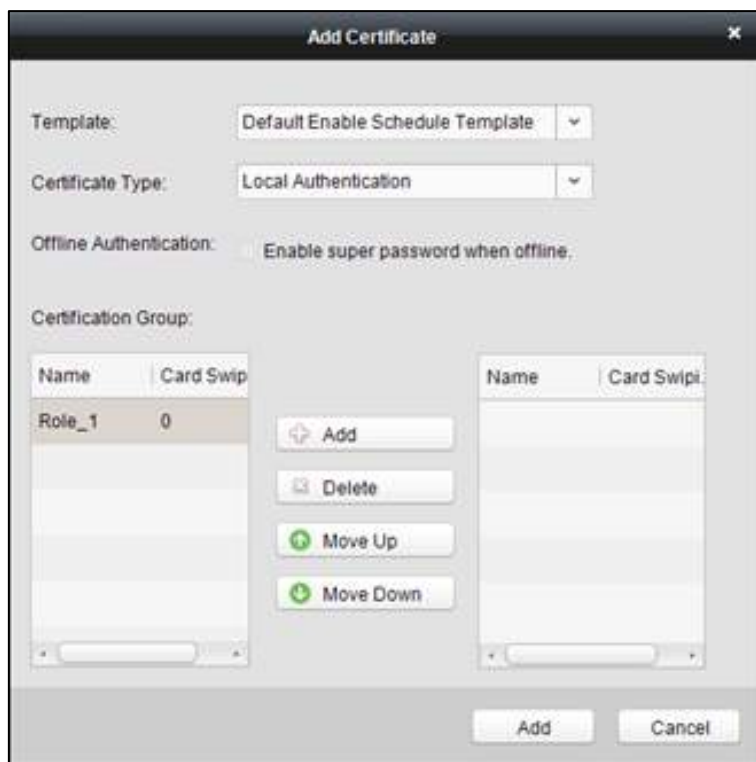 Add Certificate
Template: Default Enable Schedule Template
Certificate Type: Local Authentication
Offline Authentication: Enable super password when offline.
Certification Group:
Name Card Swip
Role_1 0
Add
Delete
Move Up
Move Down
Name Card Swipi.
Add Cancel